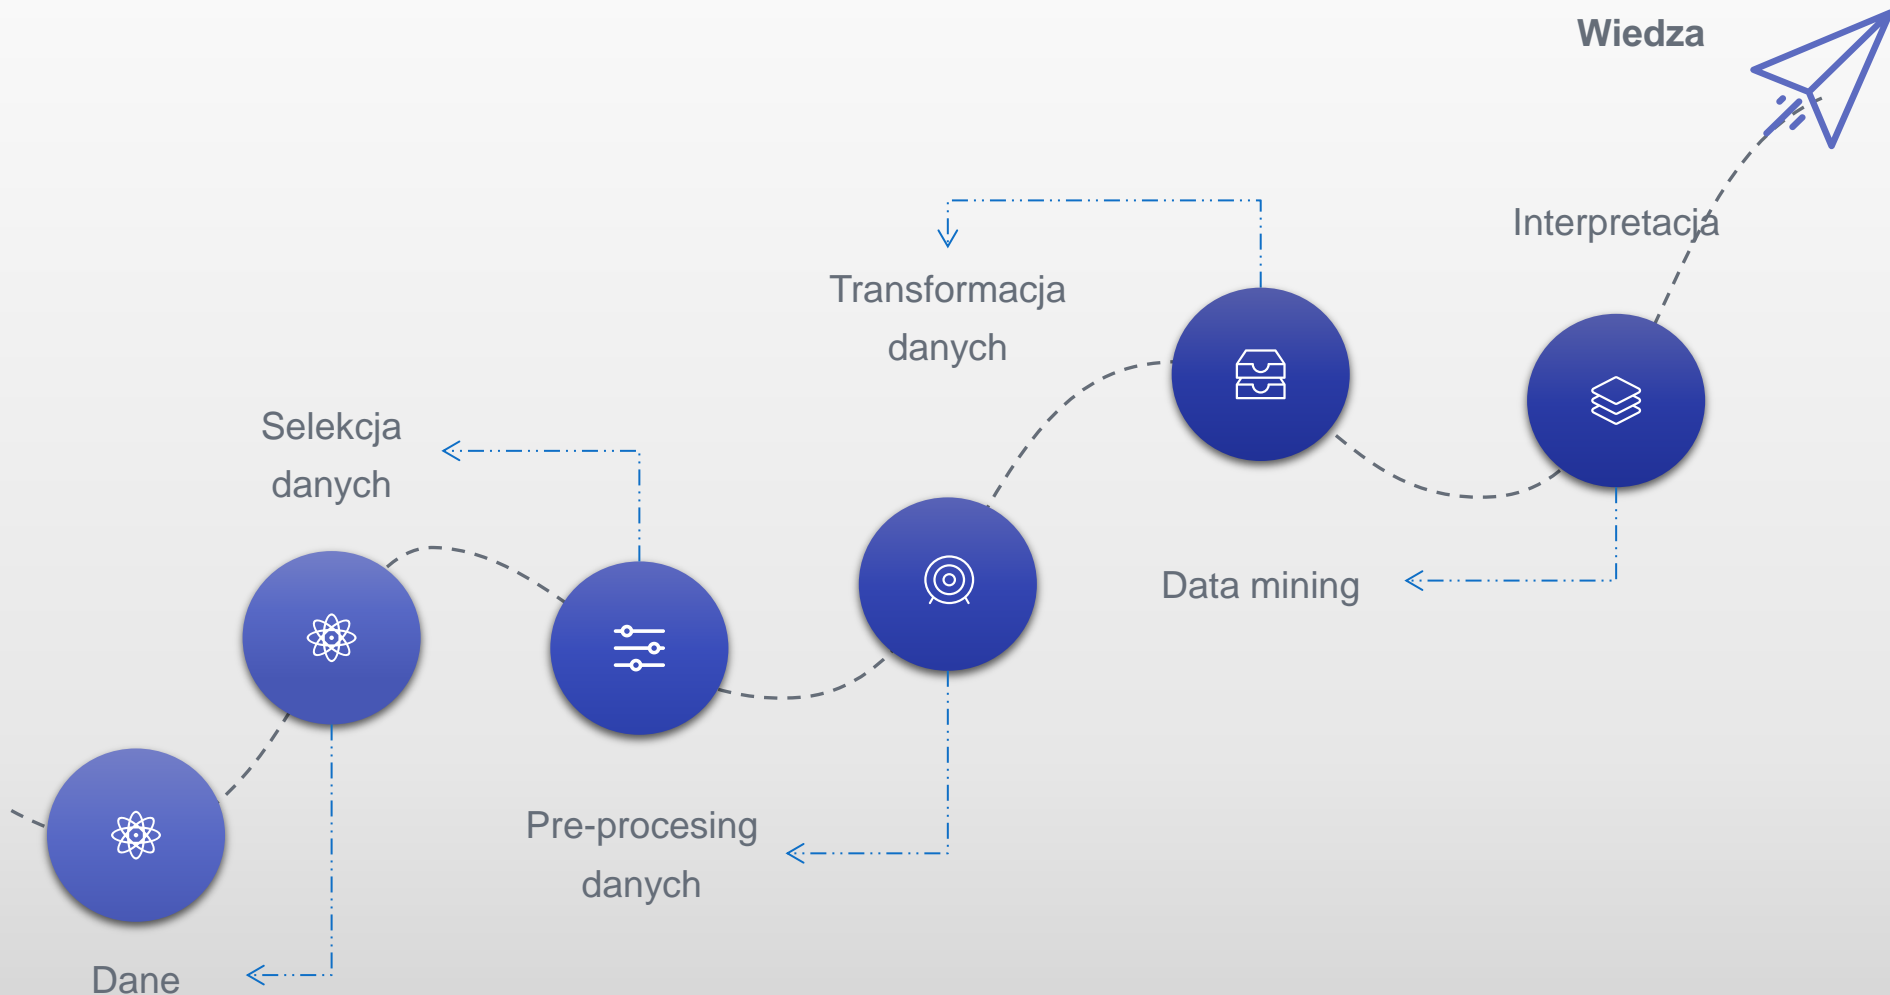 Wiedza
Interpretacja
Transformacja
danych
Selekcja
danych
Data mining
Pre-procesing
danych
Dane